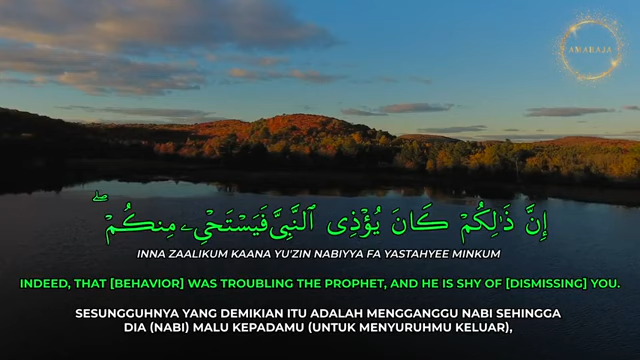 AMARAJA
إِنَّ ذَٰلِكُمْ كَانَ يُؤْذِى ٱلنَّبِىَّ فَيَسْتَحْىِۦ مِنكُمْ ۖ
INNA ZAALIKUM KAANA YU'ZIN NABIYYA FA YASTAHYEE MINKUM
INDEED, THAT [BEHAVIOR] WAS TROUBLING THE PROPHET, AND HE IS SHY OF [DISMISSING] YOU.
SESUNGGUHNYA YANG DEMIKIAN ITU ADALAH MENGGANGGU NABI SEHINGGA
DIA (NABI) MALU KEPADAMU (UNTUK MENYURUHMU KELUAR),